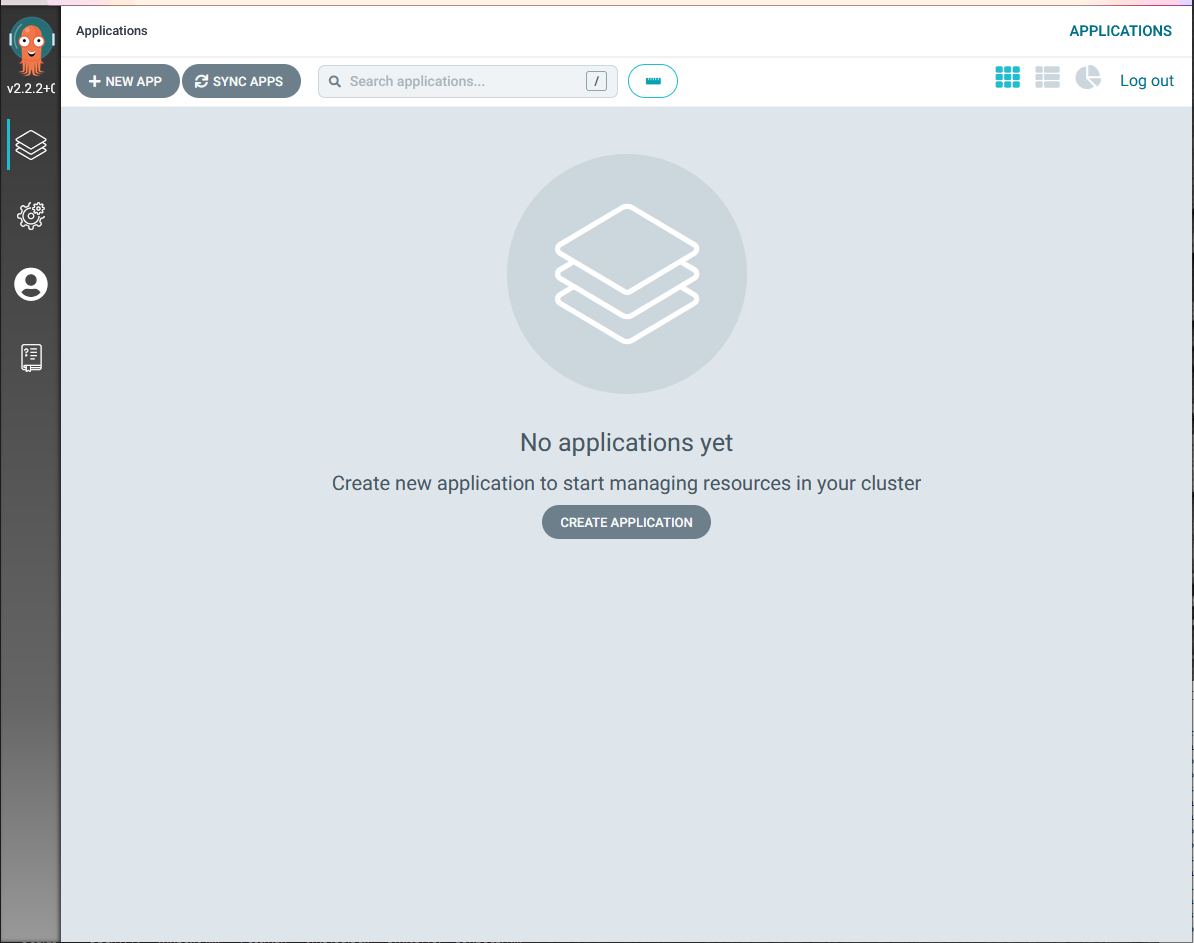 Applications
APPLICATIONS
v2.2.2+0
NEW APP
SYNC APPS
Search applications...
/
Log out
No applications yet
Create new application to start managing resources in your cluster
CREATE APPLICATION